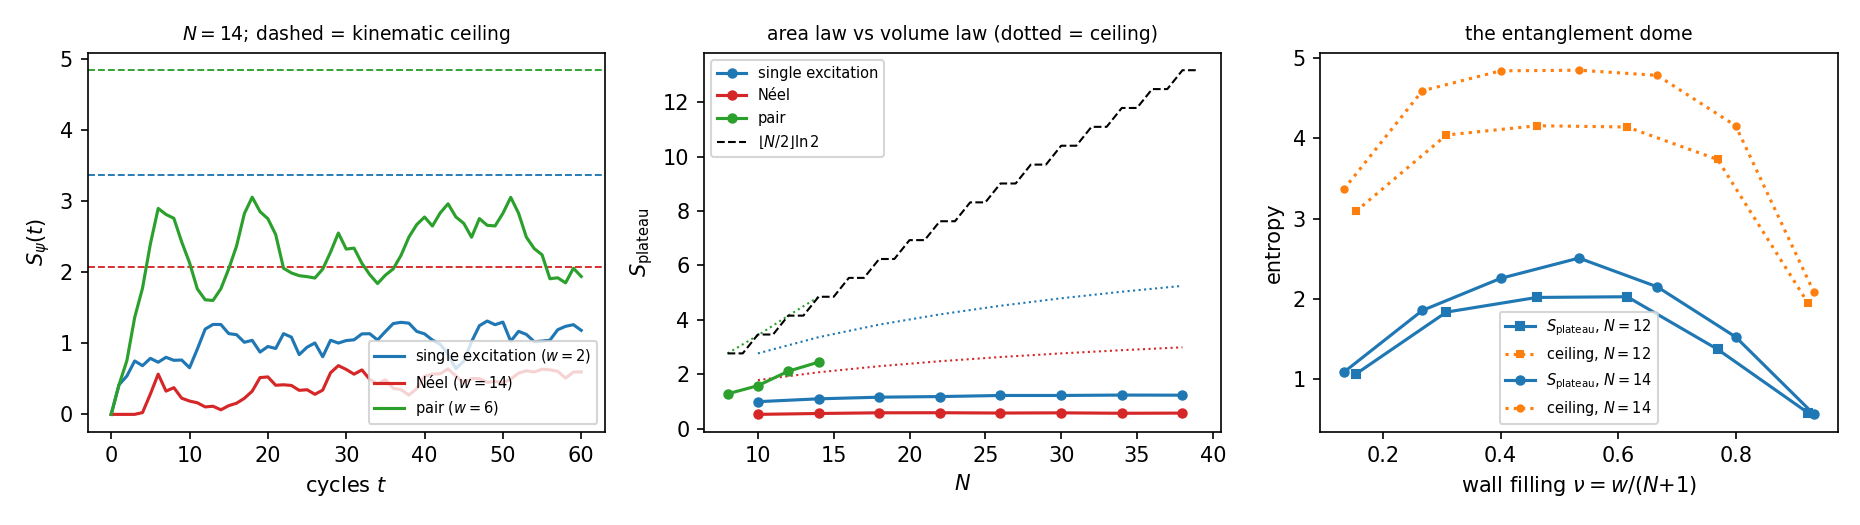 N = 14; dashed = kinematic ceiling
5
4
3
2
1
0
S_ψ(t)
single excitation (w = 2)
Néel (w = 14)
pair (w = 6)
0 10 20 30 40 50 60
cycles t
area law vs volume law (dotted = ceiling)
12
10
8
6
4
2
0
S_plateau
single excitation
Néel
pair
⌊N/2⌋ln2
10 15 20 25 30 35 40
N
the entanglement dome
5
4
3
2
1
entropy
S_plateau, N = 12
ceiling, N = 12
S_plateau, N = 14
ceiling, N = 14
0.2 0.4 0.6 0.8
wall filling ν = w/(N+1)